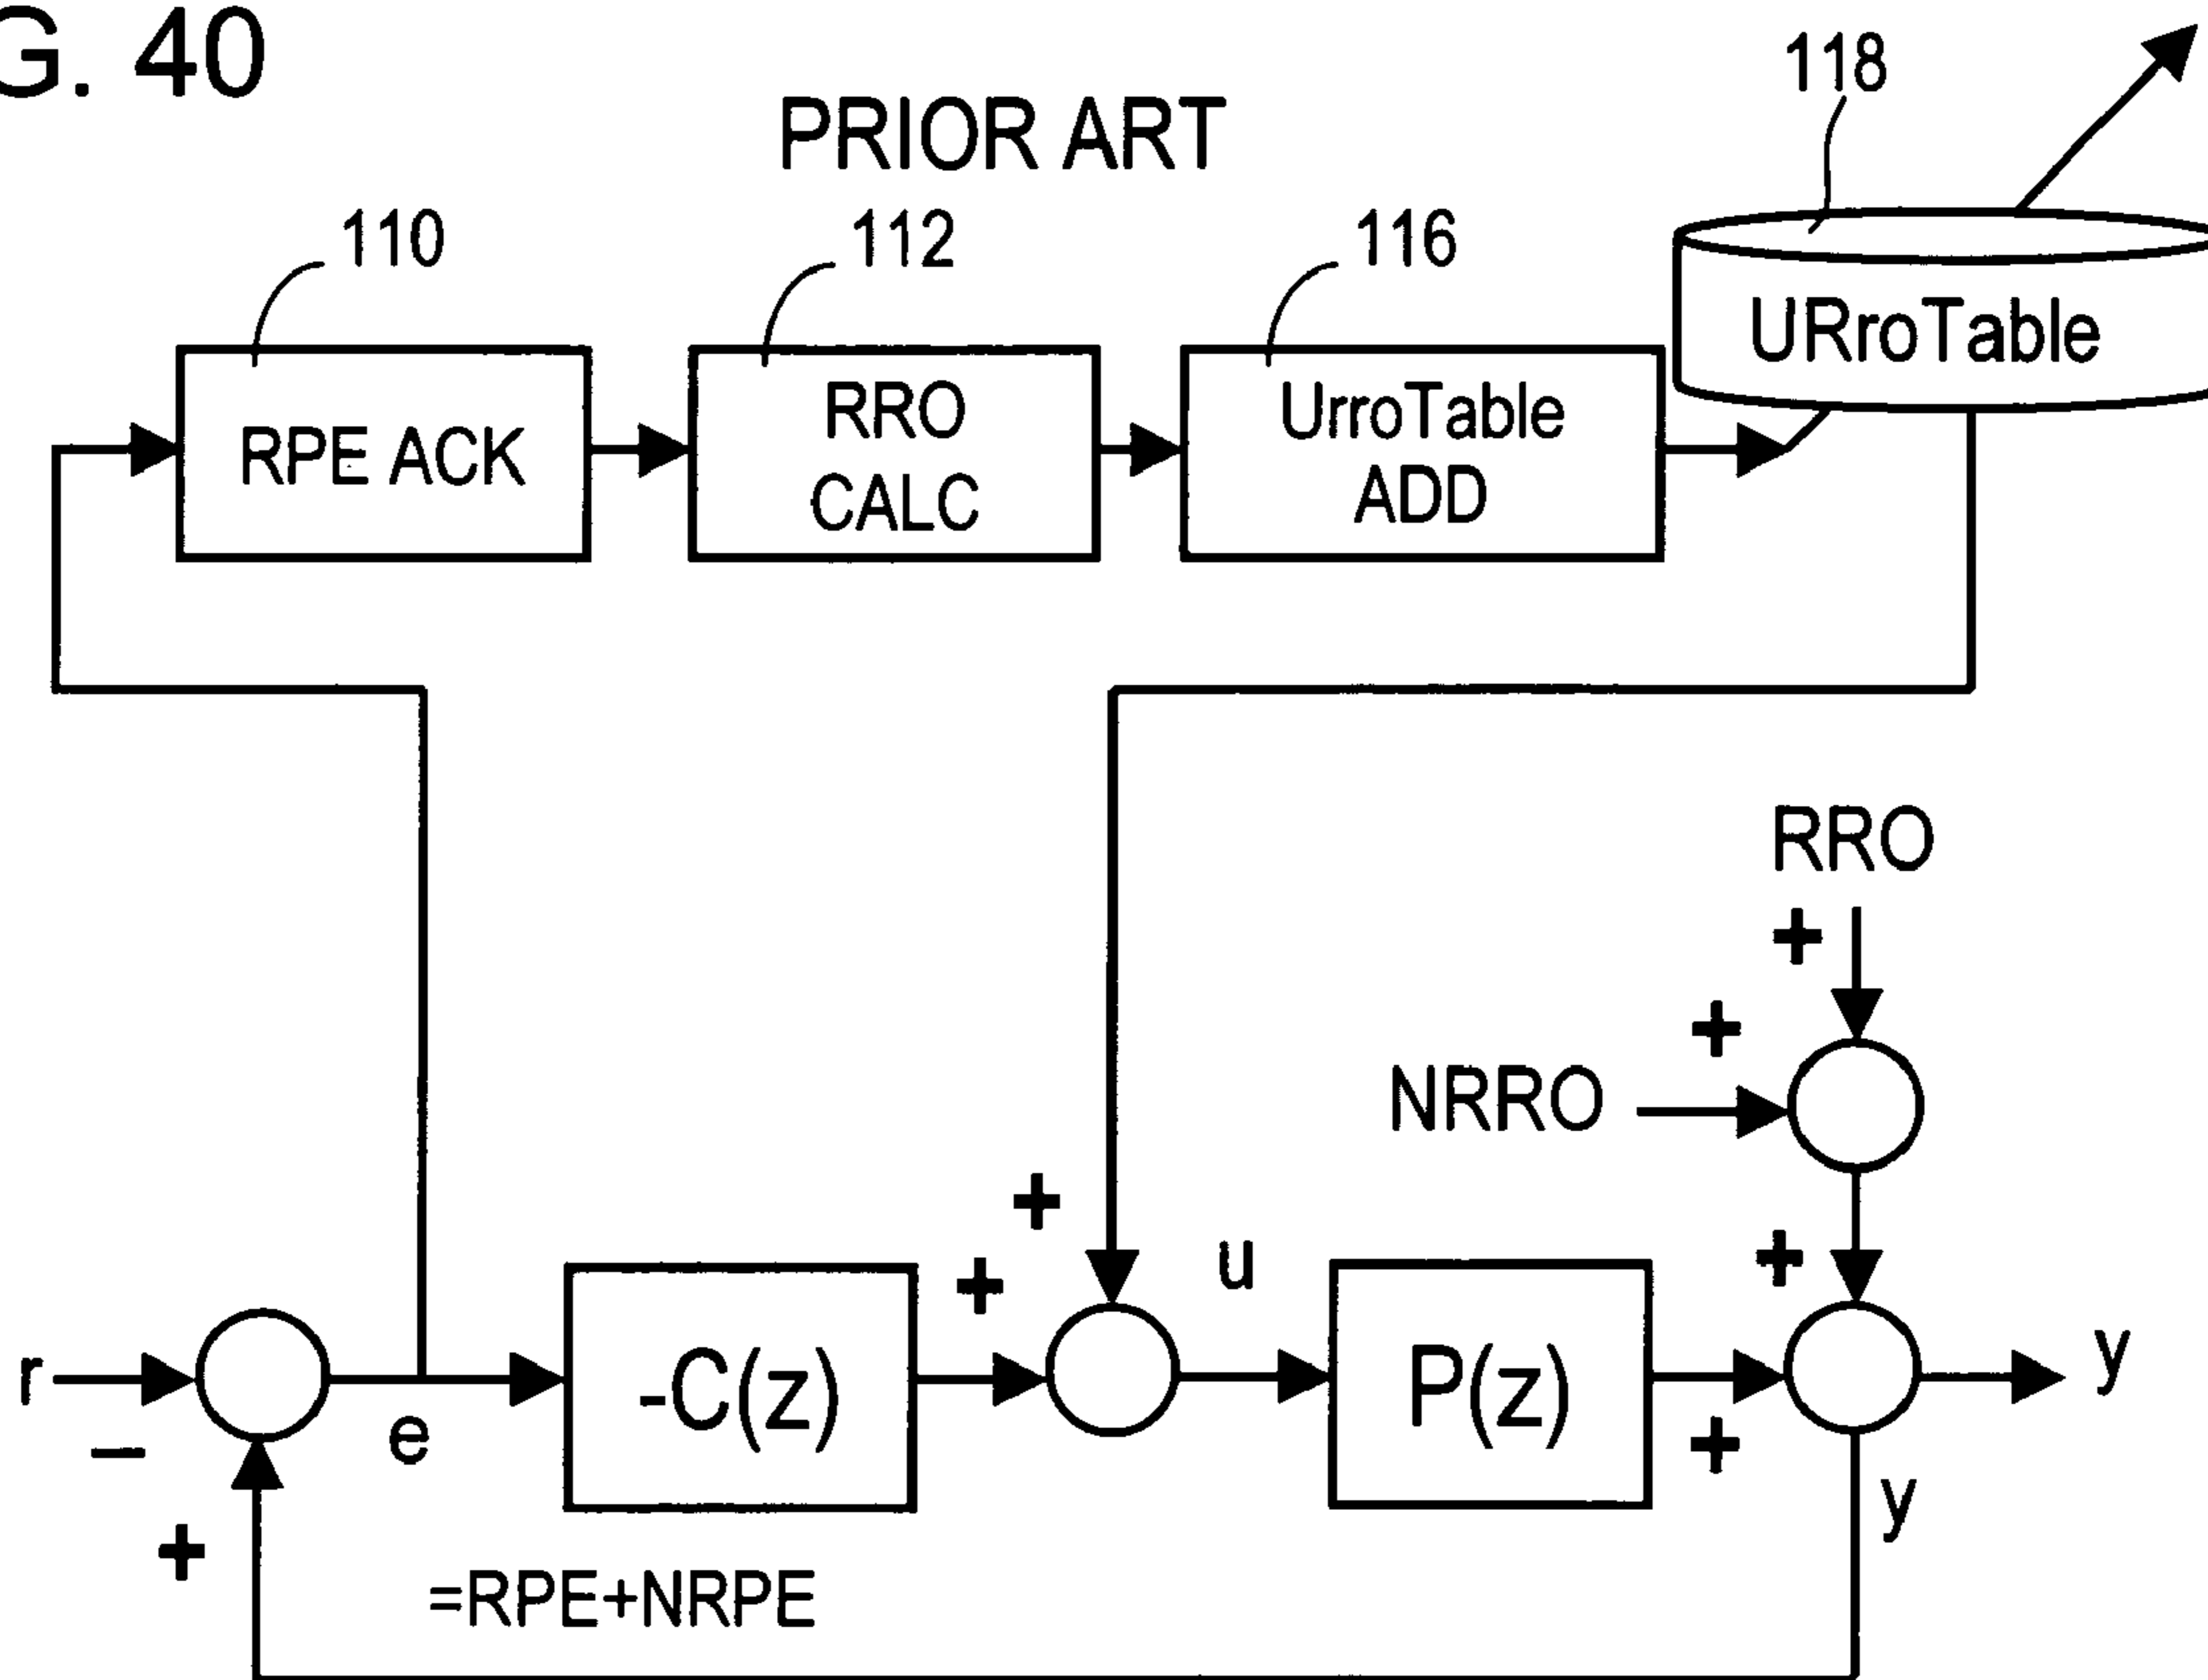 G. 40
PRIOR ART
118
110
112
116
URroTable
RPE ACK
RRO
CALC
UrroTable
ADD
RRO
+
+
NRRO
+
+
u
+
r
−
e
-C(z)
P(z)
+
y
y
+
=RPE+NRPE